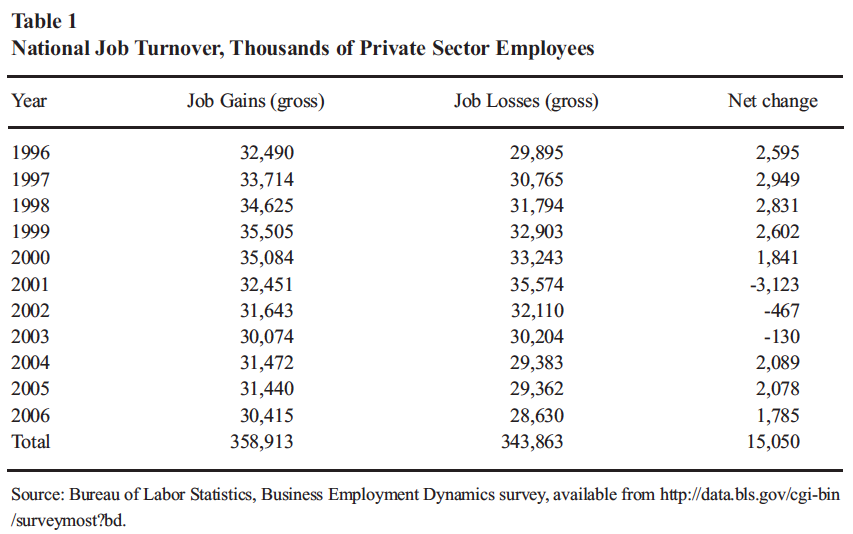 Table 1
National Job Turnover, Thousands of Private Sector Employees
Year Job Gains (gross) Job Losses (gross) Net change
1996 32,490 29,895 2,595
1997 33,714 30,765 2,949
1998 34,625 31,794 2,831
1999 35,505 32,903 2,602
2000 35,084 33,243 1,841
2001 32,451 35,574 -3,123
2002 31,643 32,110 -467
2003 30,074 30,204 -130
2004 31,472 29,383 2,089
2005 31,440 29,362 2,078
2006 30,415 28,630 1,785
Total 358,913 343,863 15,050
Source: Bureau of Labor Statistics, Business Employment Dynamics survey, available from http://data.bls.gov/cgi-bin
/surveymost?bd.